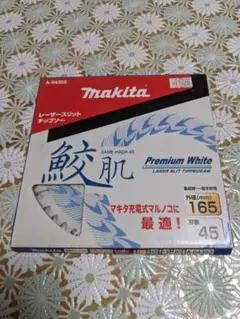 makita
レーザースリット
チップソー
鮫肌
SAME-HADA 45
Premium White
LASER SLIT TIPPEDSAW
マキタ充電式マルノコに
最適!
外径(mm)
165
刃数
45